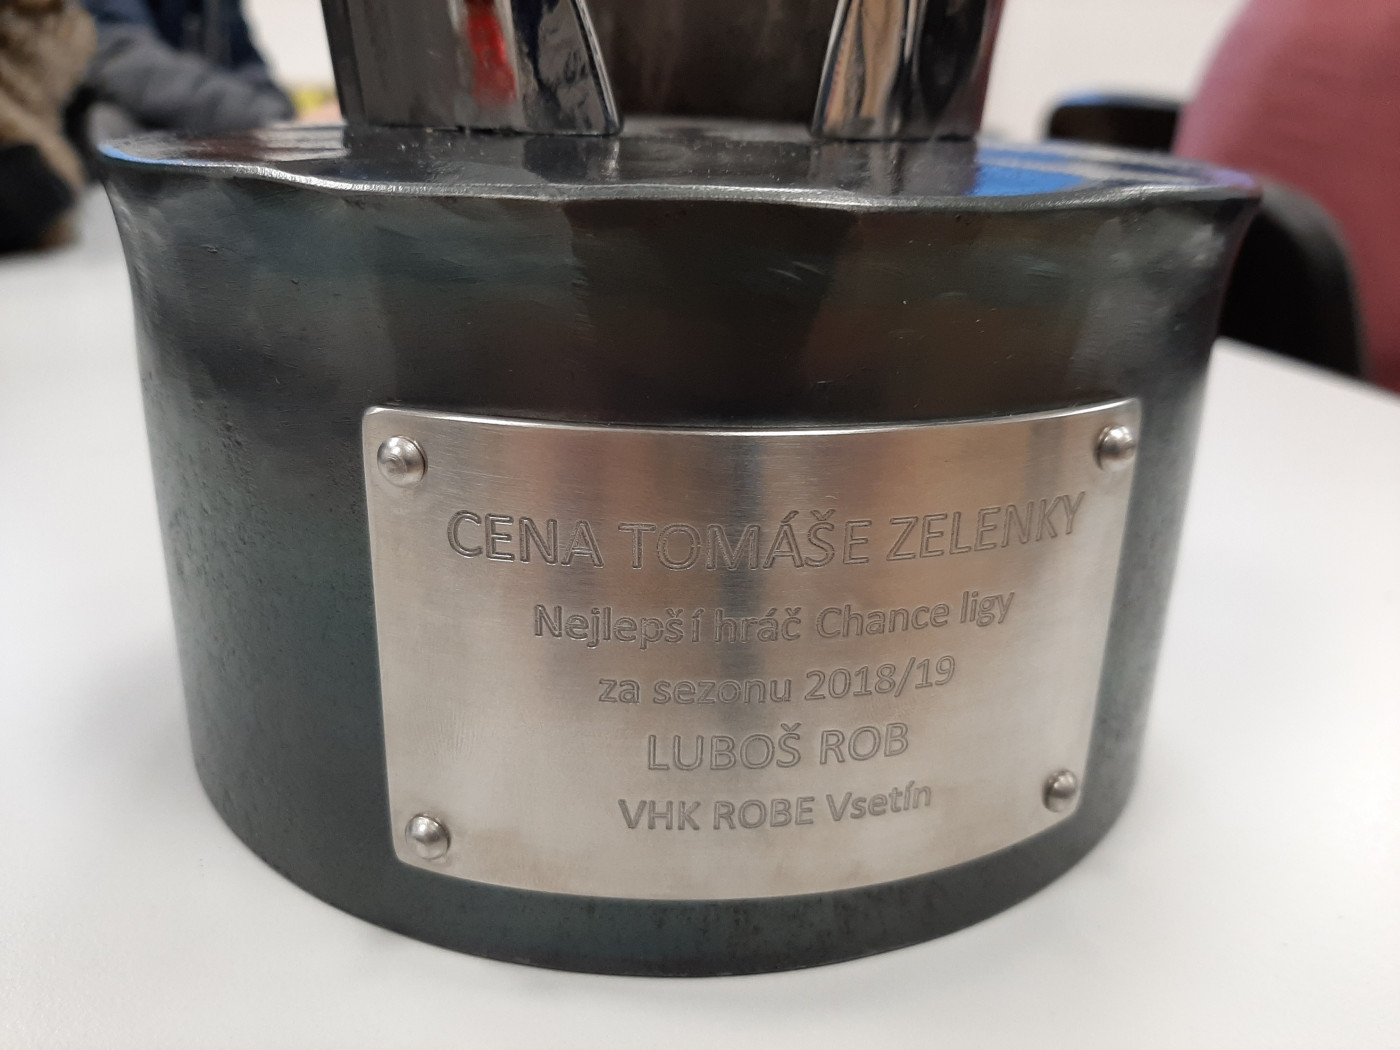 CENA TOMÁŠE ZELENKY
Nejlepší hráč Chance ligy
za sezonu 2018/19
LUBOŠ ROB
VHK ROBE Vsetín